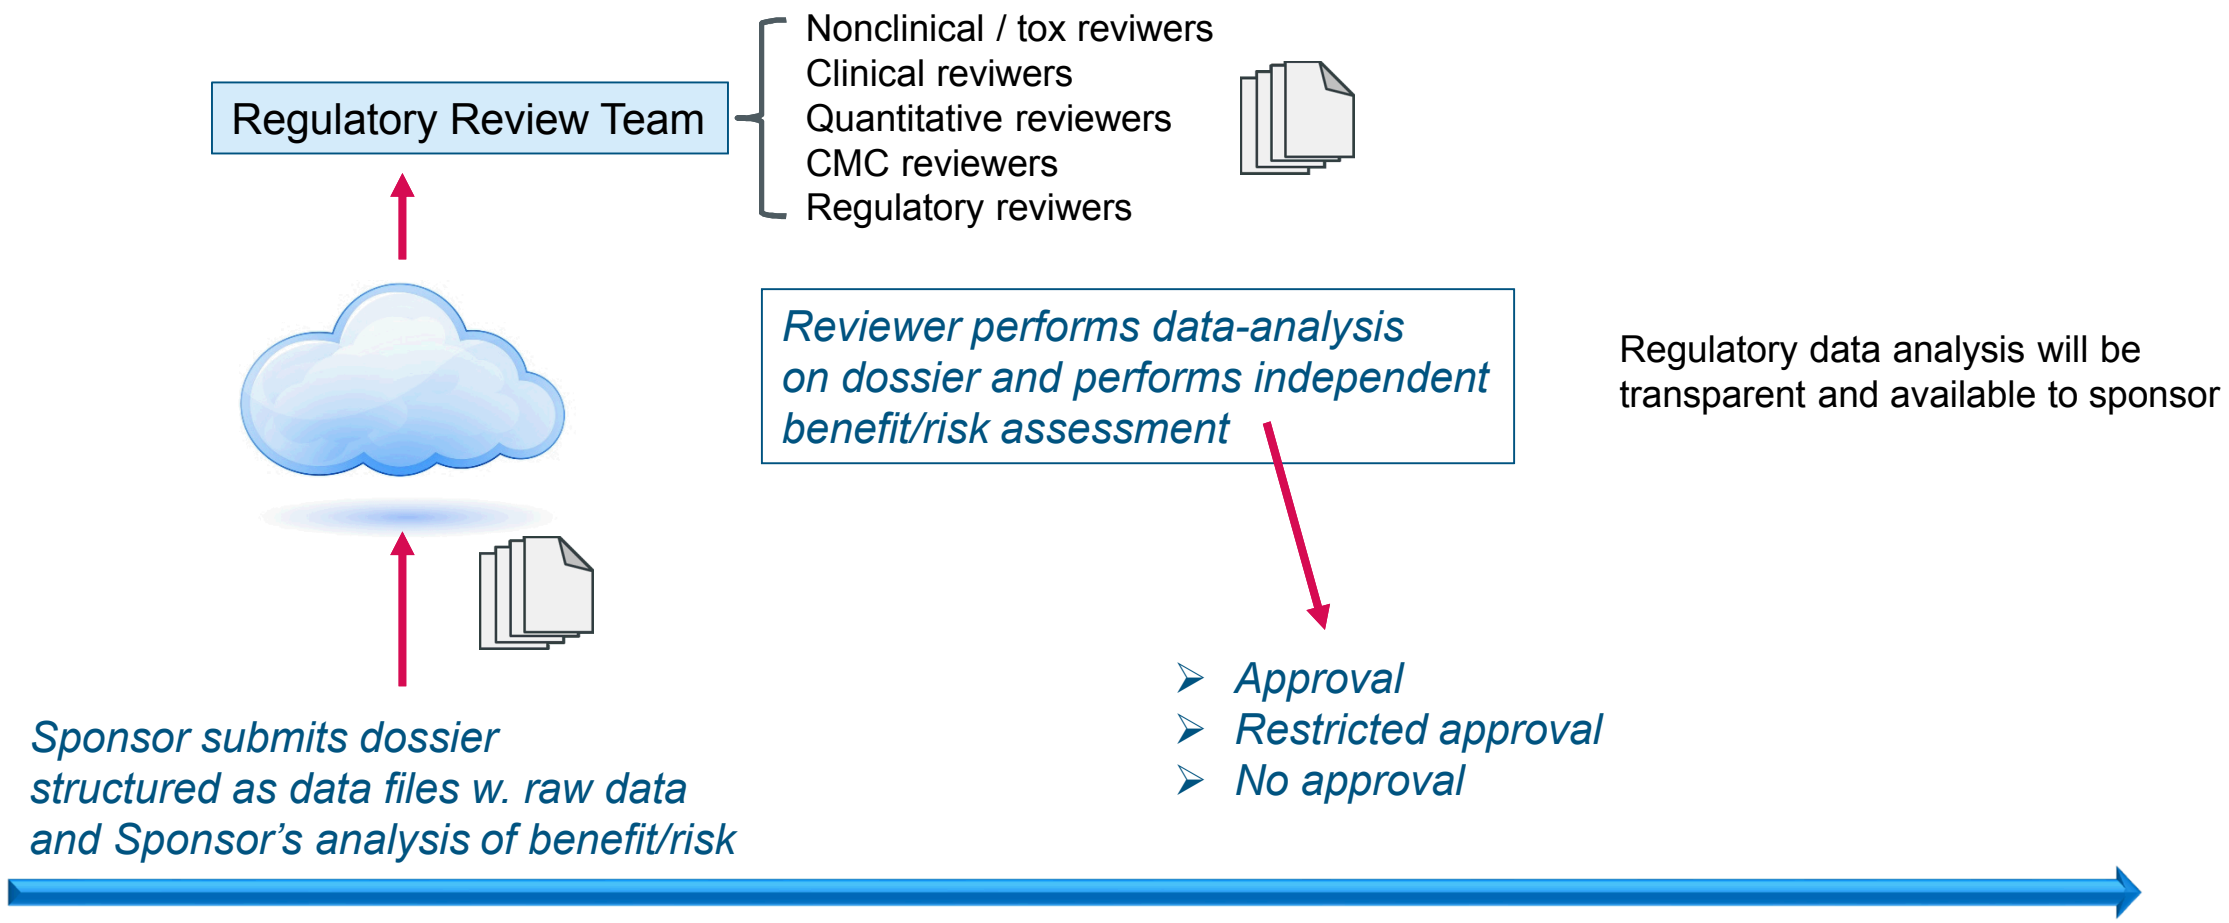 Nonclinical / tox reviwers
Clinical reviwers
Quantitative reviewers
CMC reviewers
Regulatory reviwers
Regulatory Review Team
Reviewer performs data-analysis
on dossier and performs independent
benefit/risk assessment
Regulatory data analysis will be
transparent and available to sponsor
Approval
Restricted approval
No approval
Sponsor submits dossier
structured as data files w. raw data
and Sponsor’s analysis of benefit/risk